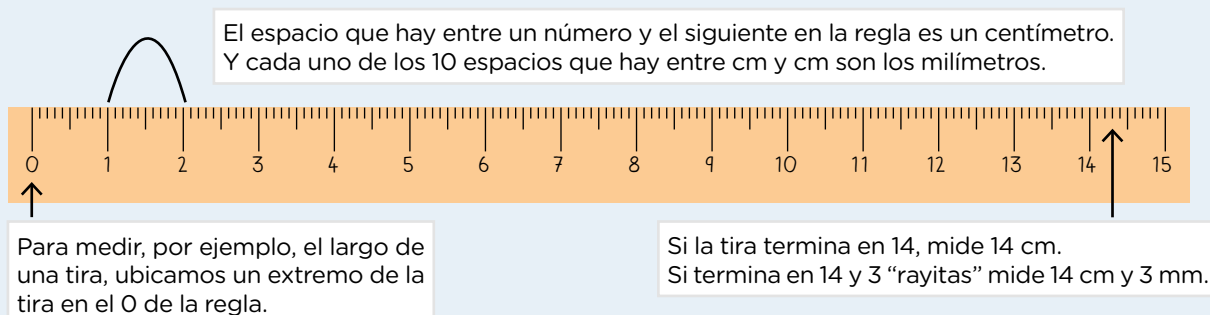 El espacio que hay entre un número y el siguiente en la regla es un centímetro.
Y cada uno de los 10 espacios que hay entre cm y cm son los milímetros.
0 1 2 3 4 5 6 7 8 9 10 11 12 13 14 15
Para medir, por ejemplo, el largo de
una tira, ubicamos un extremo de la
tira en el 0 de la regla.
Si la tira termina en 14, mide 14 cm.
Si termina en 14 y 3 “rayitas” mide 14 cm y 3 mm.